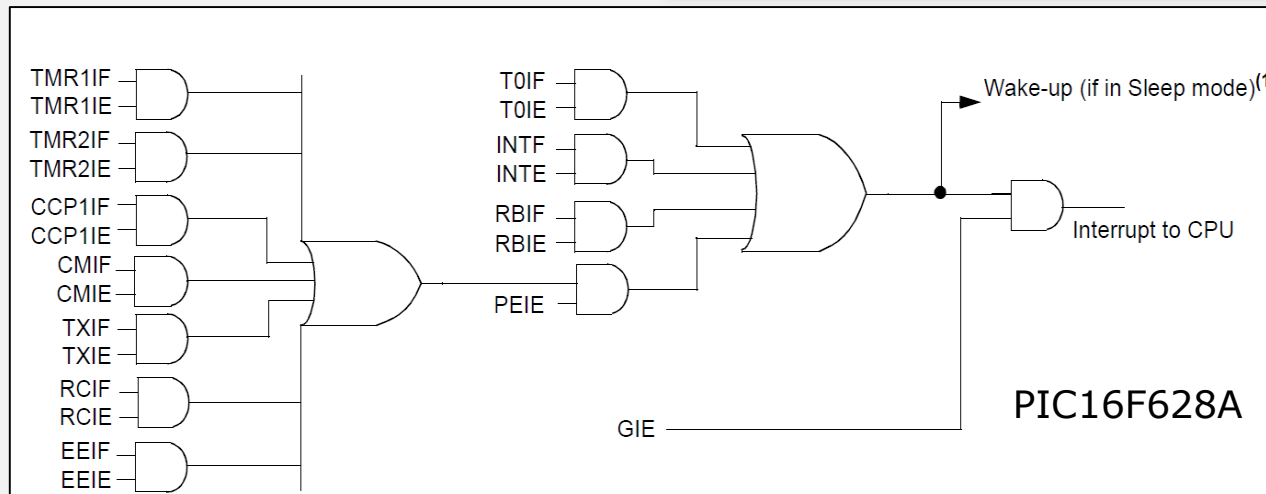 TMR1IF
TMR1IE
TMR2IF
TMR2IE
CCP1IF
CCP1IE
CMIF
CMIE
TXIF
TXIE
RCIF
RCIE
EEIF
EEIE
T0IF
T0IE
INTF
INTE
RBIF
RBIE
PEIE
GIE
Wake-up (if in Sleep mode)(1
Interrupt to CPU
PIC16F628A